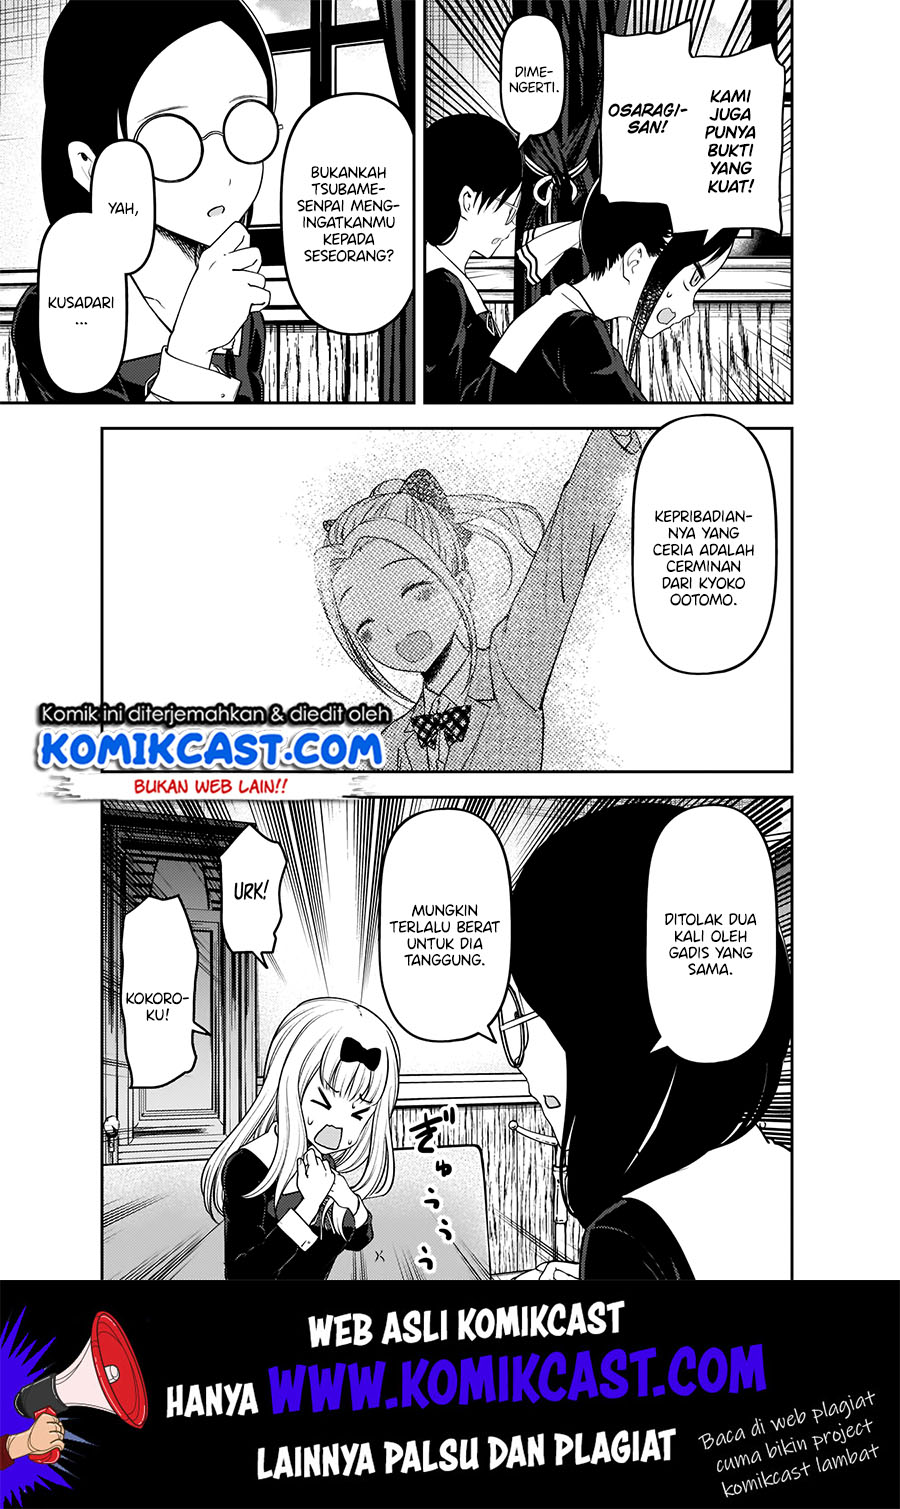 KAMI
JUGA
PUNYA
BUKTI
YANG
KUAT!
OSARAGI-
SAN!
DIME-
NGERTI.
BUKANKAH
TSUBAME-
SENPAI MENG-
INGATKANMU
KEPADA
SESEORANG?
YAH,
KUSADARI
...
KEPRIBADIAN-
NYA YANG
CERIA ADALAH
CERMINAN
DARI KYOKO
OOTOMO.
Komik ini diterjemahkan & diedit oleh
KOMIKCAST.COM
BUKAN WEB LAIN!!
DITOLAK DUA
KALI OLEH
GADIS YANG
SAMA.
MUNGKIN
TERLALU BERAT
UNTUK DIA
TANGGUNG.
URK!
KOKORO-
KU!
ぎゅううう
WEB ASLI KOMIKCAST
HANYA WWW.KOMIKCAST.COM
LAINNYA PALSU DAN PLAGIAT
Baca di web plagiat
cuma bikin project
komikcast lambat